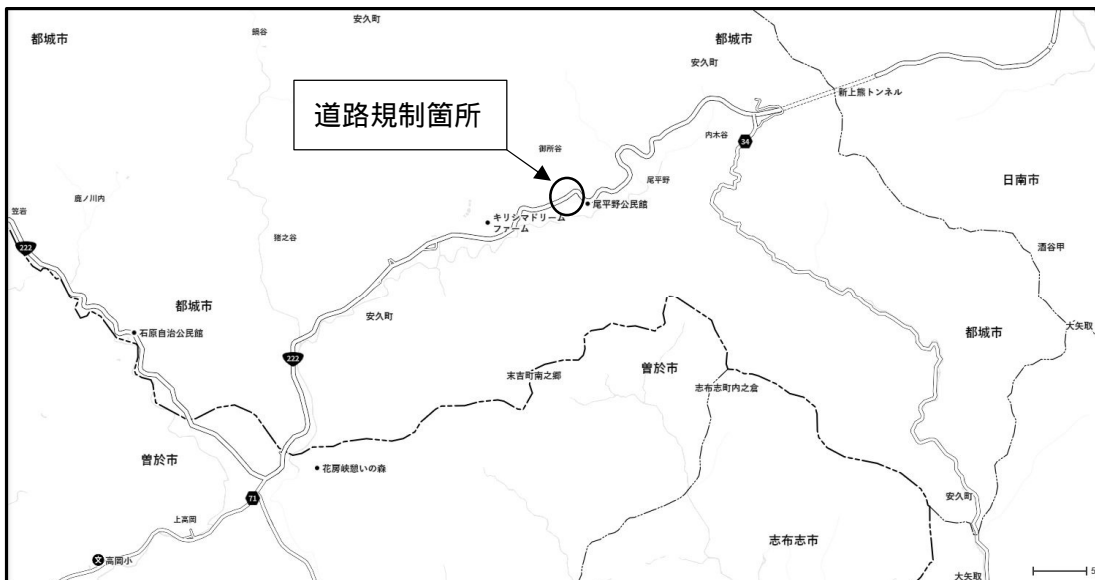 安久町
都城市
鍋谷
都城市
安久町
道路規制箇所
新上熊トンネル
内木谷
34
御所谷
尾平野
日南市
鹿ノ川内
笠岩
尾平野公民館
キリシマドリーム
ファーム
猪之谷
222
酒谷甲
都城市
安久町
石原自治公民館
都城市
大矢取
222
曽於市
末吉町南之郷
志布志町内之倉
曽於市
花房峡憩いの森
71
安久町
上高岡
志布志市
文
高岡小
大矢取
5